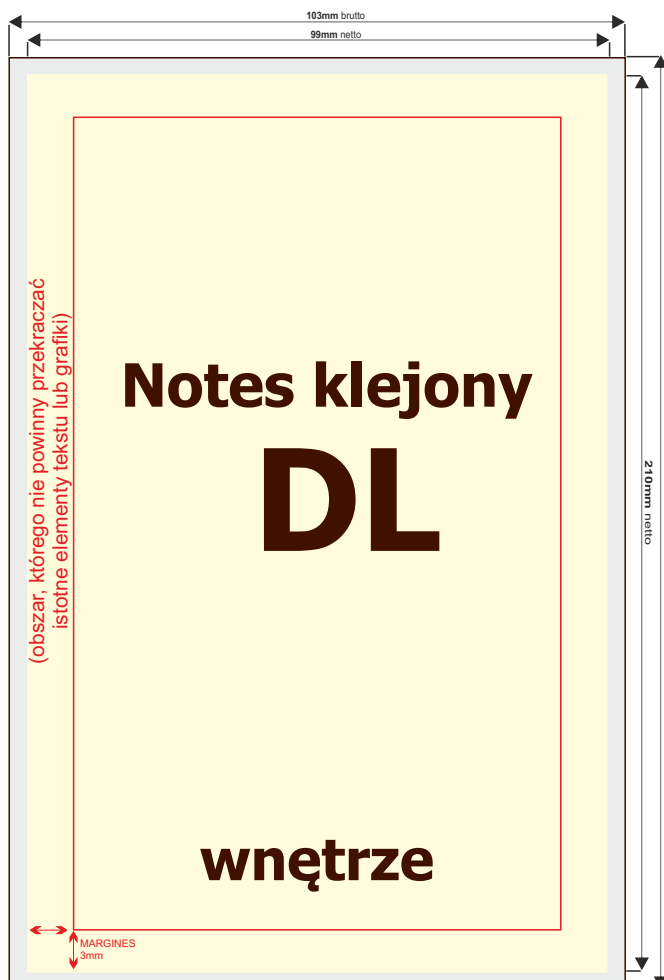 103mm brutto
99mm netto
(obszar, którego nie powinny przekraczać
istotne elementy tekstu lub grafiki)
Notes klejony
DL
210mm netto
wnętrze
MARGINES
3mm